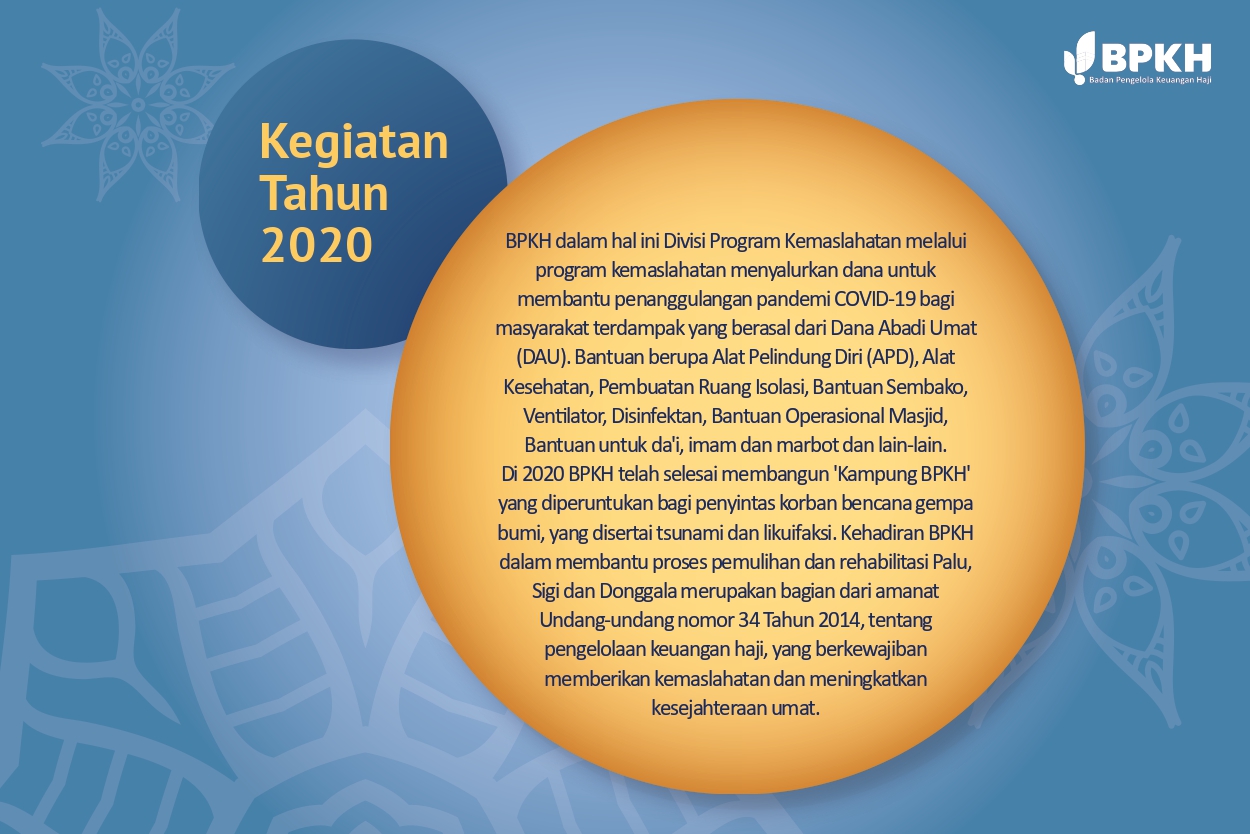 BPKH
Badan Pengelola Keuangan Haji
Kegiatan
Tahun
2020
BPKH dalam hal ini Divisi Program Kemaslahatan melalui
program kemaslahatan menyalurkan dana untuk
membantu penanggulangan pandemi COVID-19 bagi
masyarakat terdampak yang berasal dari Dana Abadi Umat
(DAU). Bantuan berupa Alat Pelindung Diri (APD), Alat
Kesehatan, Pembuatan Ruang Isolasi, Bantuan Sembako,
Ventilator, Disinfektan, Bantuan Operasional Masjid,
Bantuan untuk da'i, imam dan marbot dan lain-lain.
Di 2020 BPKH telah selesai membangun 'Kampung BPKH'
yang diperuntukan bagi penyintas korban bencana gempa
bumi, yang disertai tsunami dan likuifaksi. Kehadiran BPKH
dalam membantu proses pemulihan dan rehabilitasi Palu,
Sigi dan Donggala merupakan bagian dari amanat
Undang-undang nomor 34 Tahun 2014, tentang
pengelolaan keuangan haji, yang berkewajiban
memberikan kemaslahatan dan meningkatkan
kesejahteraan umat.